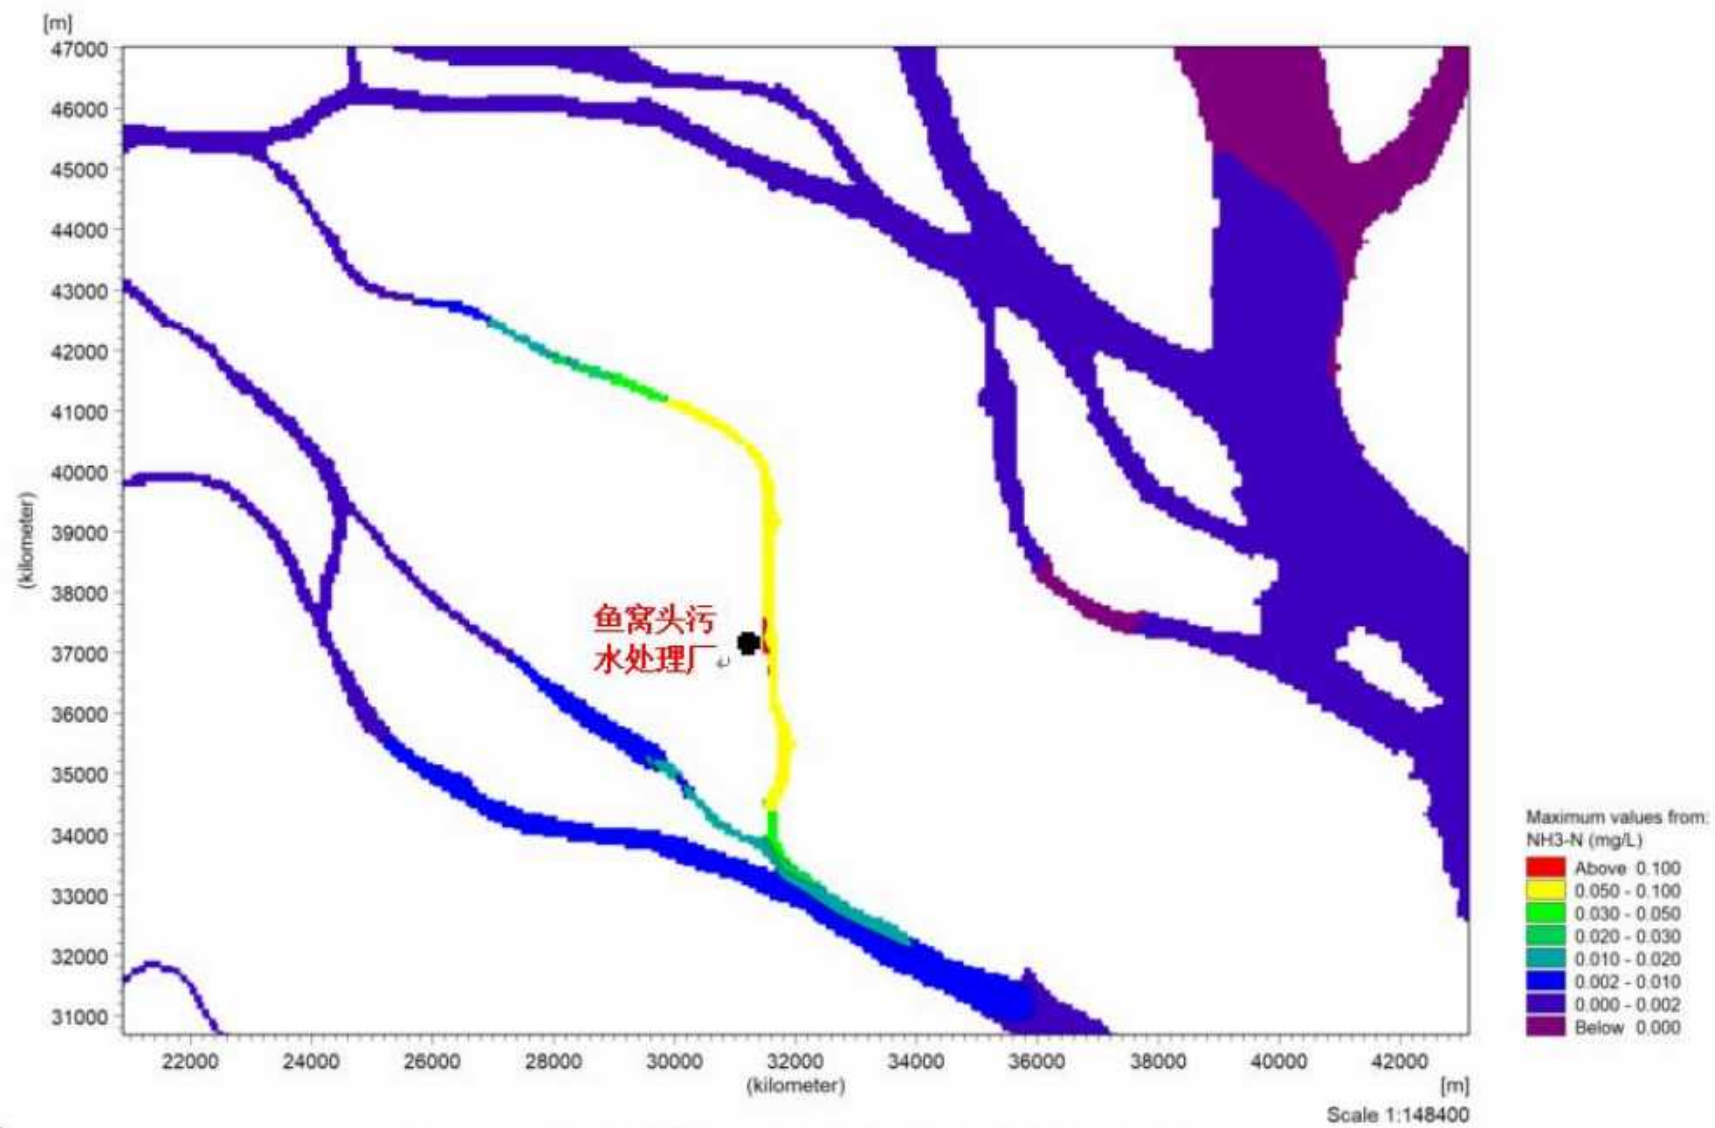 [m]
47000
46000
45000
44000
43000
42000
41000
40000
39000
38000
37000
36000
35000
34000
33000
32000
31000
(kilometer)
鱼窝头污
水处理厂
22000 24000 26000 28000 30000 32000 34000 36000 38000 40000 42000
(kilometer)
[m]
Scale 1:148400
Maximum values from:
NH3-N (mg/L)
Above 0.100
0.050 - 0.100
0.030 - 0.050
0.020 - 0.030
0.010 - 0.020
0.002 - 0.010
0.000 - 0.002
Below 0.000